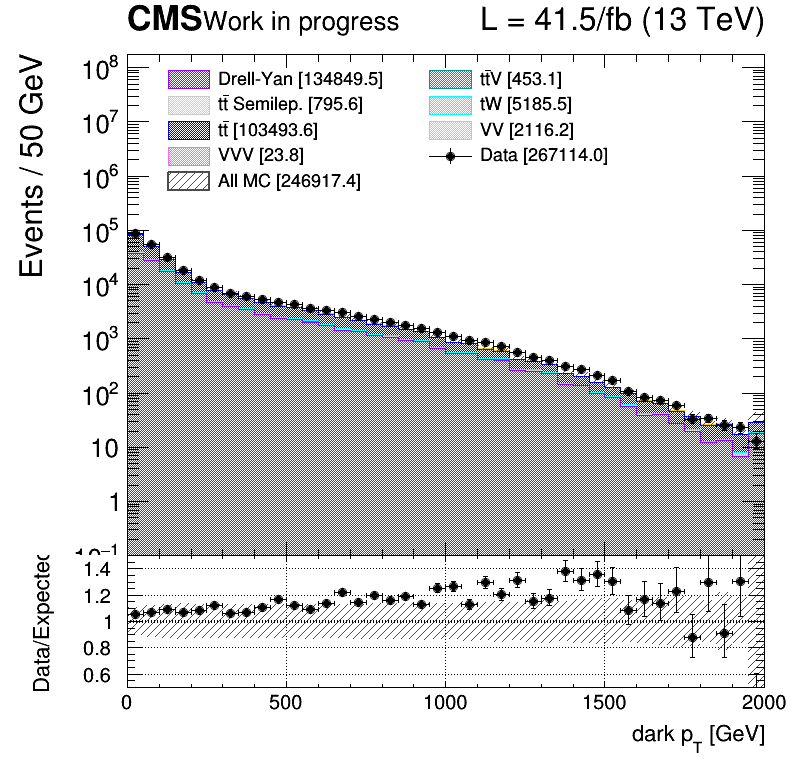 CMS Work in progress L = 41.5/fb (13 TeV)
Events / 50 GeV
Drell-Yan [134849.5]
tt̄ Semilep. [795.6]
tt̄ [103493.6]
VVV [23.8]
All MC [246917.4]
tt̄V [453.1]
tW [5185.5]
VV [2116.2]
Data [267114.0]
10⁸
10⁷
10⁶
10⁵
10⁴
10³
10²
10
1
10⁻¹
Data/Expected
1.4
1.2
1
0.8
0.6
0 500 1000 1500 2000
dark p_T [GeV]